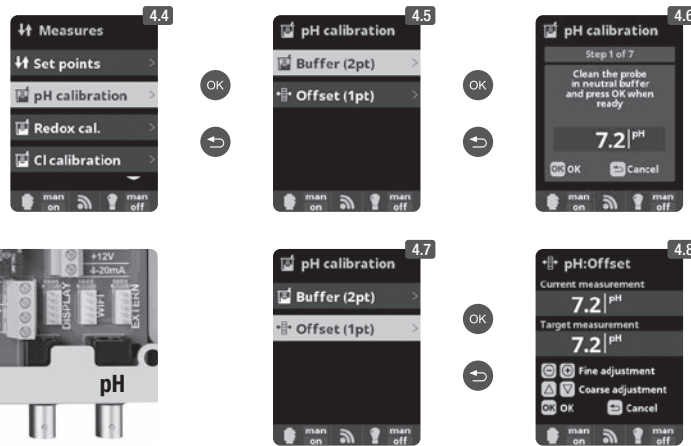 4.4
Measures
Set points
pH calibration
Redox cal.
Cl calibration
man on
man off
OK
4.5
pH calibration
Buffer (2pt)
Offset (1pt)
man on
man off
OK
4.6
pH calibration
Step 1 of 7
Clean the probe
in neutral buffer
and press OK when
ready
7.2 pH
OK OK
Cancel
man on
man off
+12V
4-20mA
DISPLAY
WIFI
EXTERN
pH
4.7
pH calibration
Buffer (2pt)
Offset (1pt)
man on
man off
OK
4.8
pH:Offset
Current measurement
7.2 pH
Target measurement
7.2 pH
Fine adjustment
Coarse adjustment
OK OK
Cancel
man on
man off